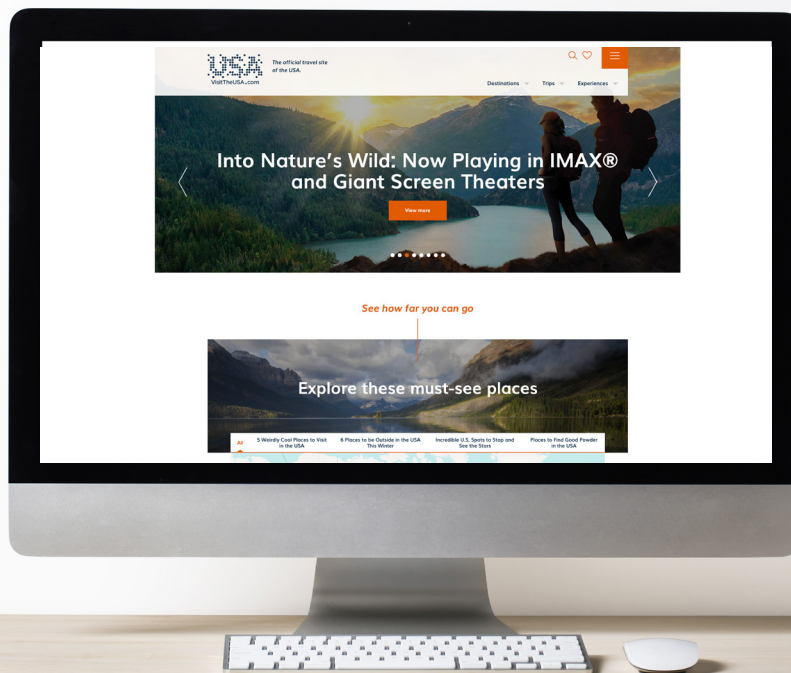 USA
The official travel site
of the USA.
VisitTheUSA.com
Destinations Trips Experiences
Into Nature's Wild: Now Playing in IMAX®
and Giant Screen Theaters
View more
See how far you can go
Explore these must-see places
All
5 Weirdly Cool Places to Visit
in the USA
6 Places to be Outside in the USA
This Winter
Incredible U.S. Spots to Stop and
See the Stars
Places to Find Good Powder
in the USA